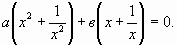 a(x² + 1/x²) + в(x + 1/x) = 0.